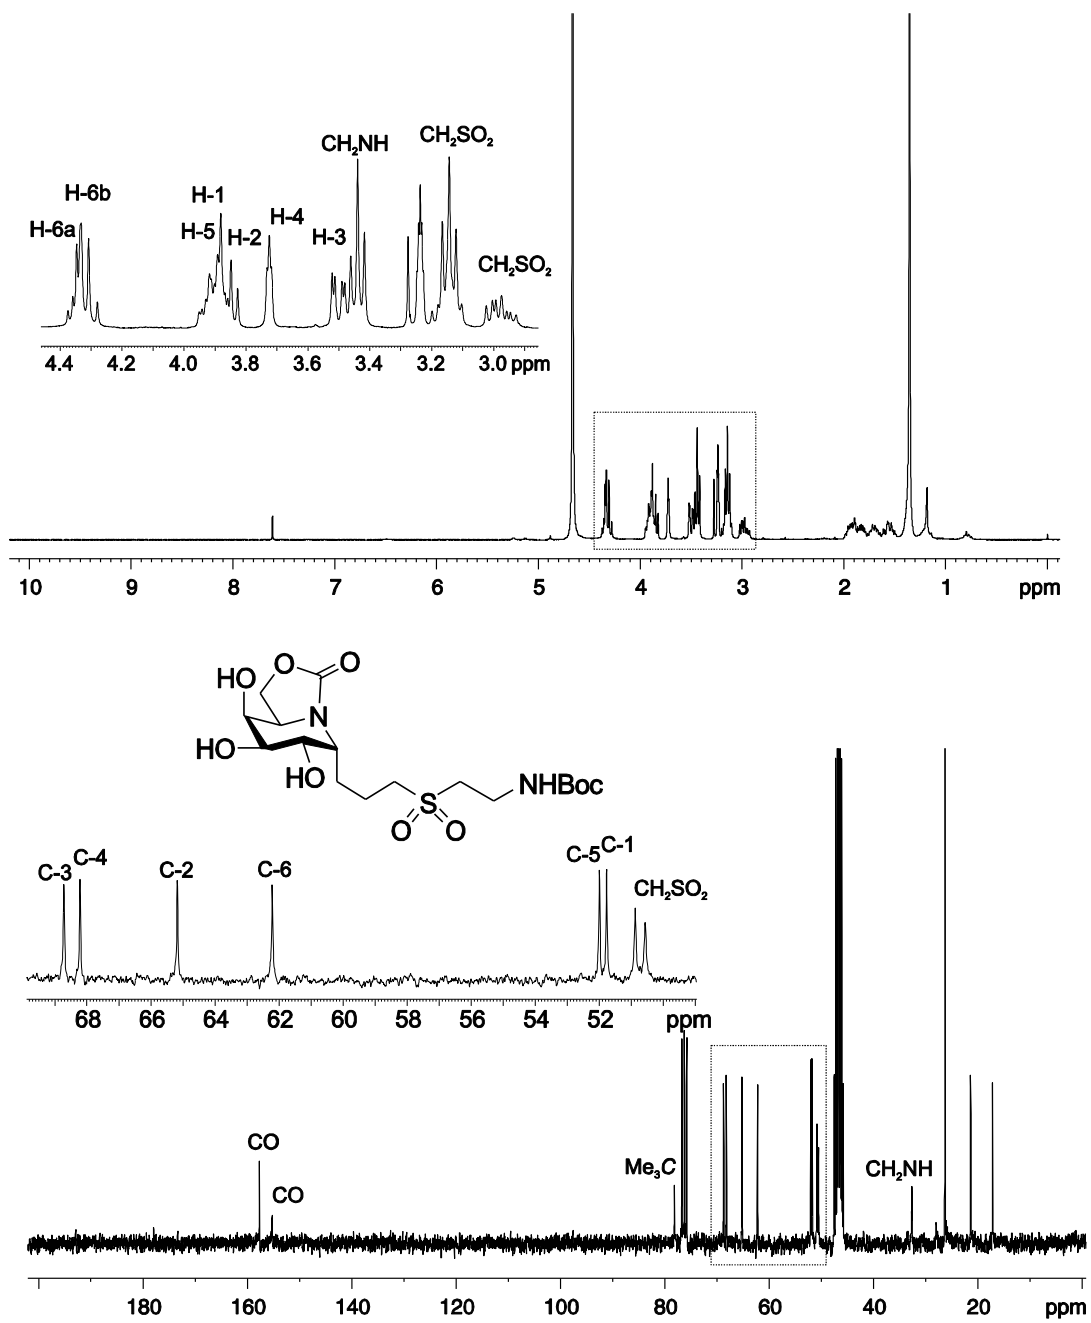 CH₂NH
CH₂SO₂
H-6b
H-1
H-6a
H-5
H-2
H-4
H-3
CH₂SO₂
4.4 4.2 4.0 3.8 3.6 3.4 3.2 3.0 ppm
10 9 8 7 6 5 4 3 2 1 ppm
HO
O
O
N
HO
HO
NHBoc
S
O
O
C-3
C-4
C-2
C-6
C-5
C-1
CH₂SO₂
68 66 64 62 60 58 56 54 52 ppm
CO
CO
Me₃C
CH₂NH
180 160 140 120 100 80 60 40 20 ppm